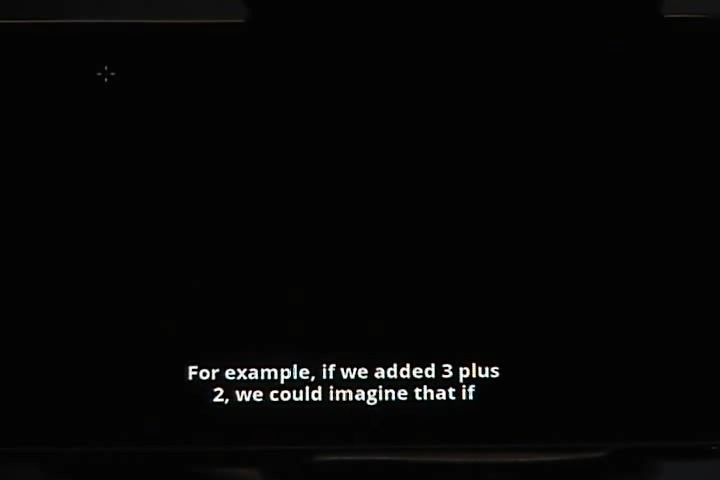 For example, if we added 3 plus
2, we could imagine that if